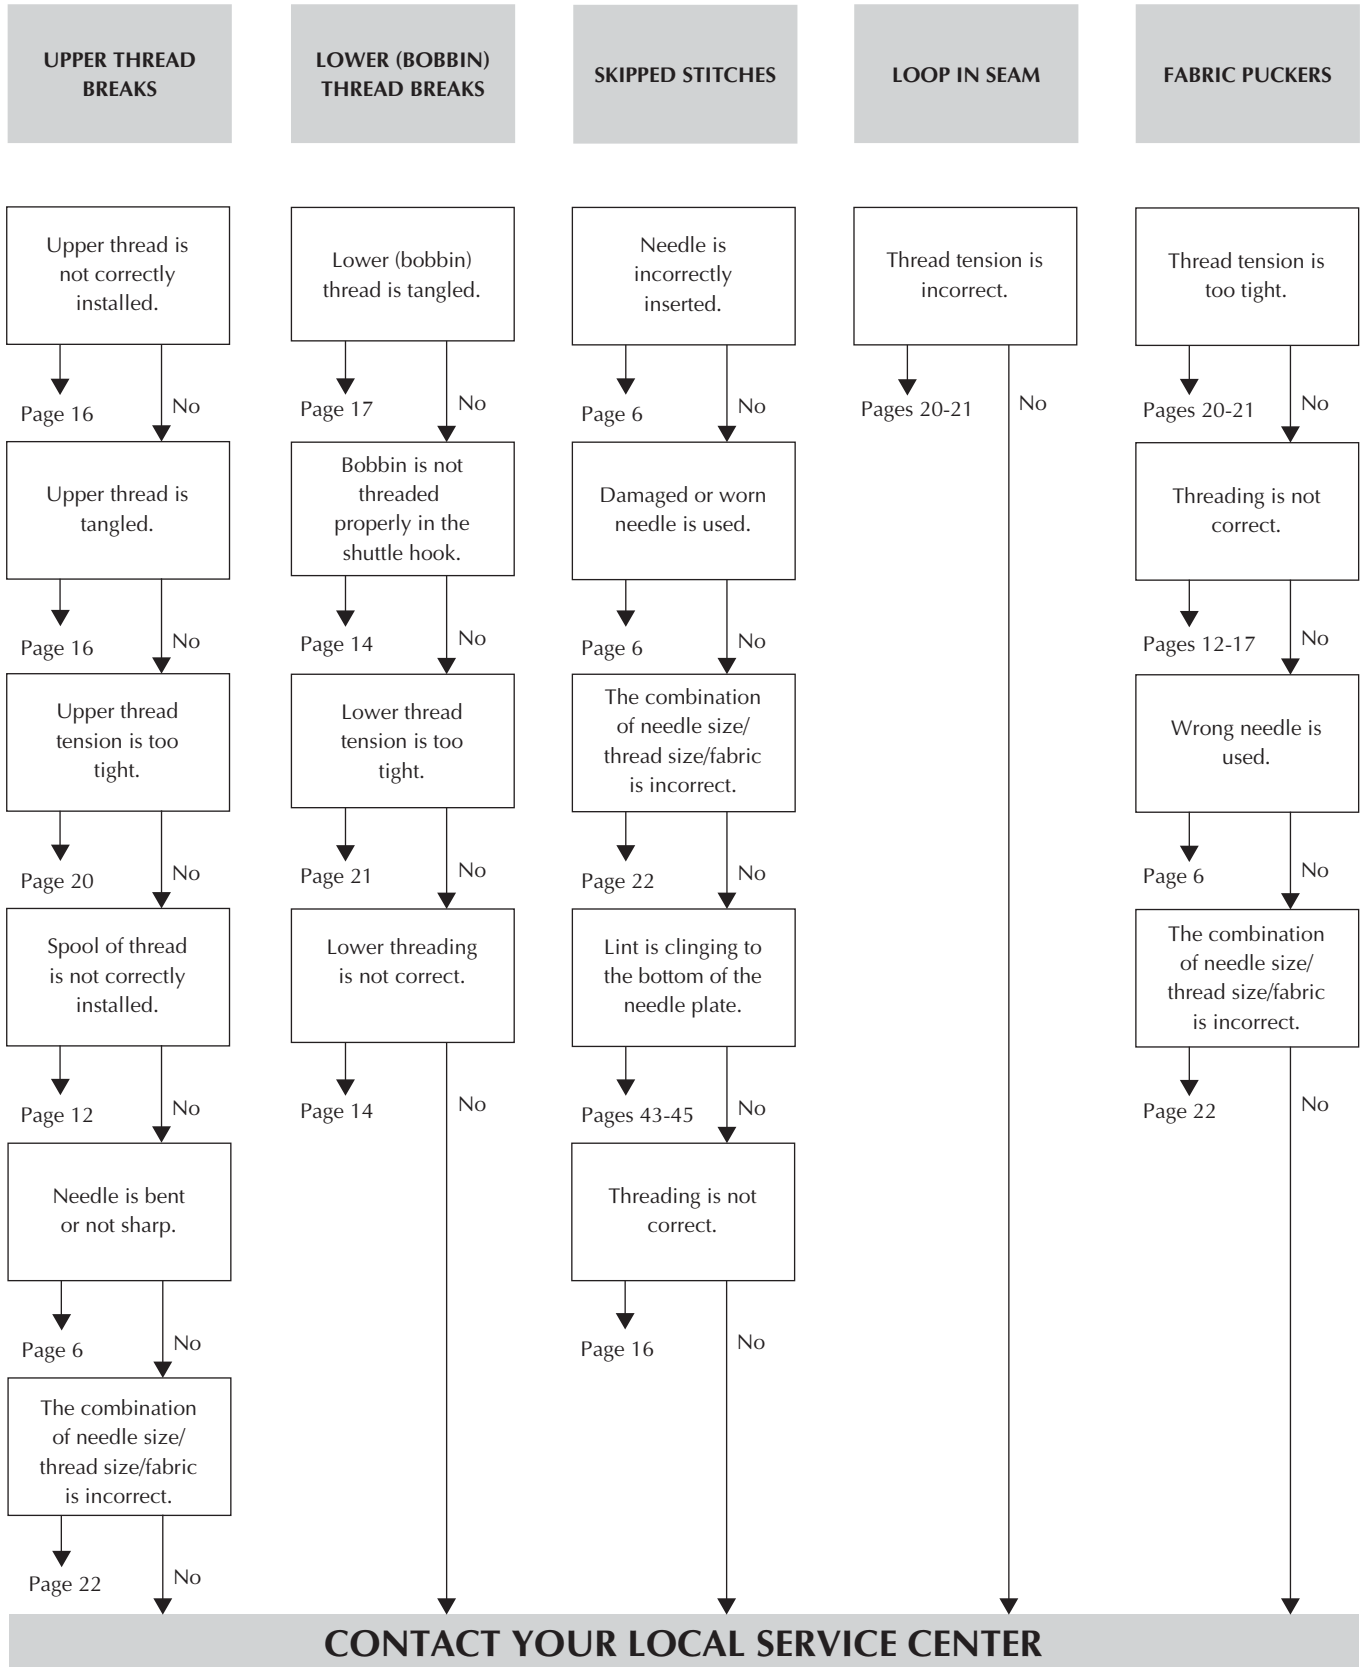 UPPER THREAD
BREAKS
LOWER (BOBBIN)
THREAD BREAKS
SKIPPED STITCHES
LOOP IN SEAM
FABRIC PUCKERS
Upper thread is
not correctly
installed.
Page 16
No
Upper thread is
tangled.
Page 16
No
Upper thread
tension is too
tight.
Page 20
No
Spool of thread
is not correctly
installed.
Page 12
No
Needle is bent
or not sharp.
Page 6
No
The combination
of needle size/
thread size/fabric
is incorrect.
Page 22
No
Lower (bobbin)
thread is tangled.
Page 17
No
Bobbin is not
threaded
properly in the
shuttle hook.
Page 14
No
Lower thread
tension is too
tight.
Page 21
No
Lower threading
is not correct.
Page 14
No
Needle is
incorrectly
inserted.
Page 6
No
Damaged or worn
needle is used.
Page 6
No
The combination
of needle size/
thread size/fabric
is incorrect.
Page 22
No
Lint is clinging to
the bottom of the
needle plate.
Pages 43-45
No
Threading is not
correct.
Page 16
No
Thread tension is
incorrect.
Pages 20-21
No
Thread tension is
too tight.
Pages 20-21
No
Threading is not
correct.
Pages 12-17
No
Wrong needle is
used.
Page 6
No
The combination
of needle size/
thread size/fabric
is incorrect.
Page 22
No
CONTACT YOUR LOCAL SERVICE CENTER